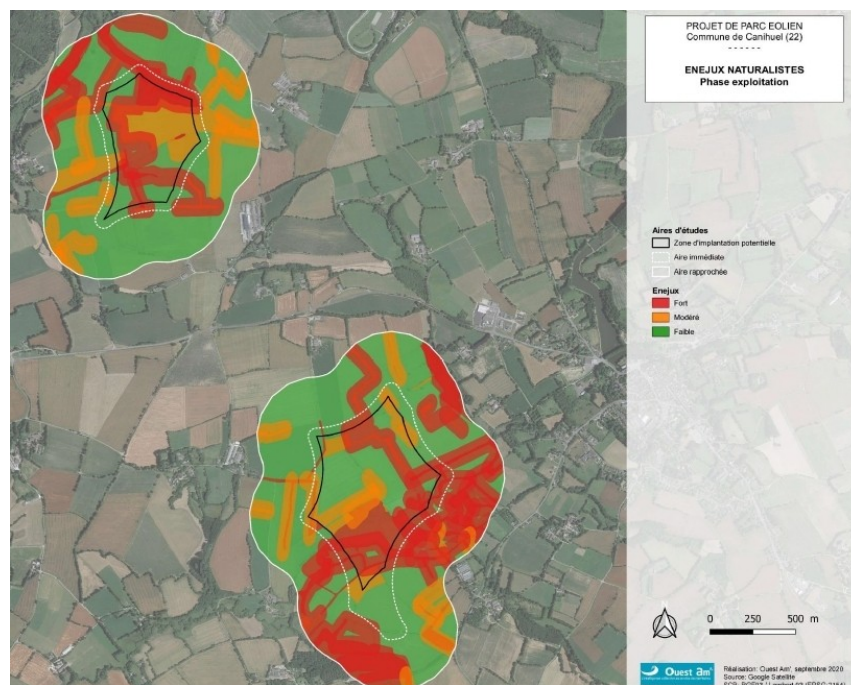 PROJET DE PARC EOLIEN
Commune de Canihuel (22)
- - - - - -
ENEJUX NATURALISTES
Phase exploitation
Aires d'études
Zone d'implantation potentielle
Aire immédiate
Aire rapprochée
Enejux
Fort
Modéré
Faible
0 250 500 m
Ouest Am'
Réalisation: Ouest Am', septembre 2020
Source: Google Satellite